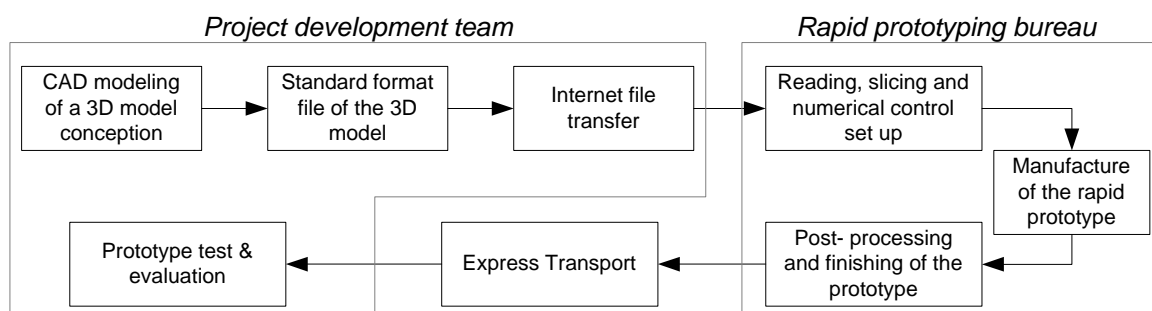 Project development team
Rapid prototyping bureau
CAD modeling
of a 3D model
conception
Standard format
file of the 3D
model
Internet file
transfer
Reading, slicing and
numerical control
set up
Manufacture
of the rapid
prototype
Post- processing
and finishing of the
prototype
Express Transport
Prototype test &
evaluation